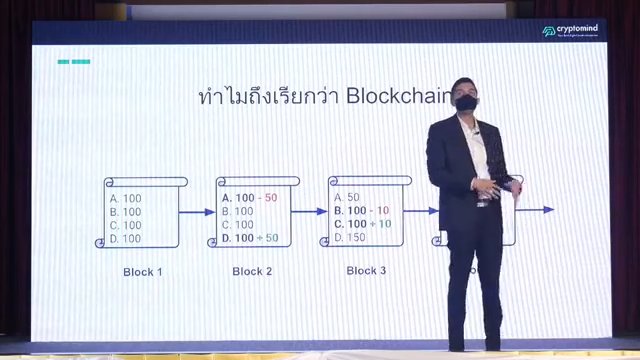 cryptomind
ทำไมถึงเรียกว่า Blockchain
A. 100
B. 100
C. 100
D. 100
Block 1
A. 100 - 50
B. 100
C. 100
D. 100 + 50
Block 2
A. 50
B. 100 - 10
C. 100 + 10
D. 150
Block 3